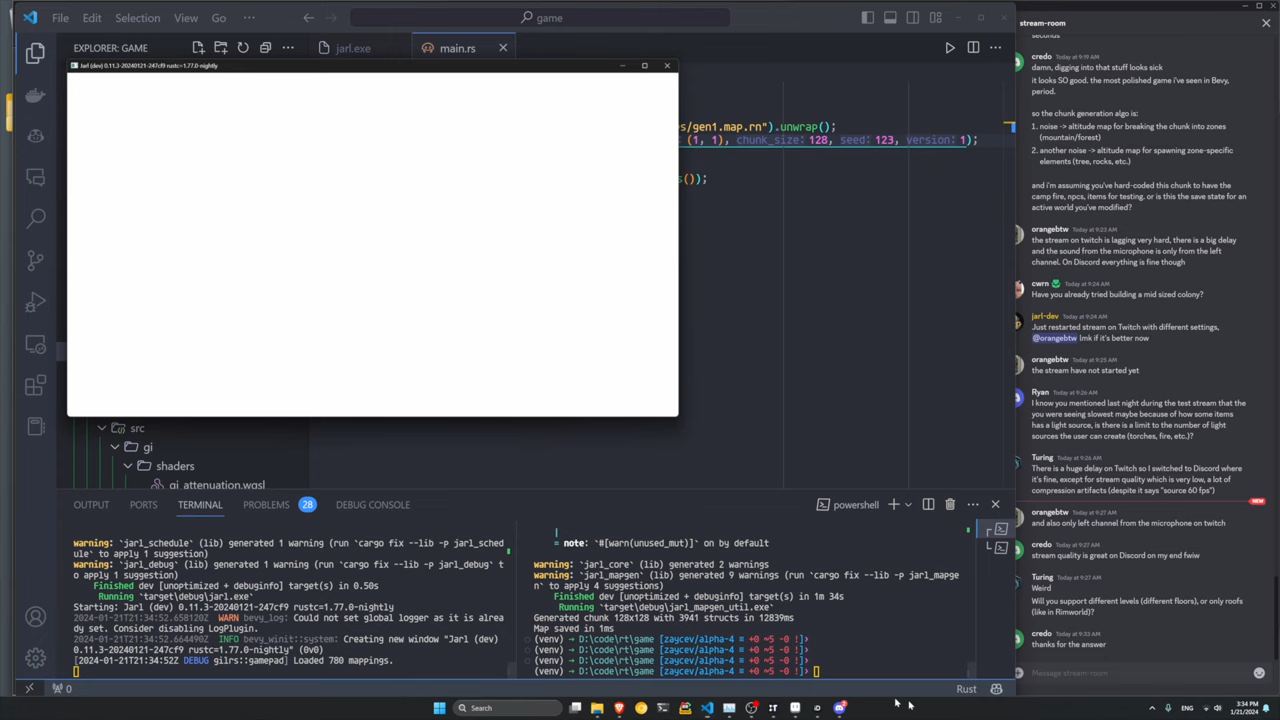 File Edit Selection View Go
game
EXPLORER: GAME
jarl.exe
main.rs
Jarl (dev) 0.11.3-20240121-247cf9 rustc=1.77.0-nightly
s/gen1.map.rn").unwrap();
(1, 1), chunk_size: 128, seed: 123, version: 1);
s());
src
gi
shaders
gi_attenuation.wgsl
OUTPUT PORTS TERMINAL PROBLEMS 28 DEBUG CONSOLE
powershell
warning: `jarl_schedule` (lib) generated 1 warning (run `cargo fix --lib -p jarl_sched
ule` to apply 1 suggestion)
warning: `jarl_debug` (lib) generated 1 warning (run `cargo fix --lib -p jarl_debug` t
o apply 1 suggestion)
Finished dev [unoptimized + debuginfo] target(s) in 0.50s
Running `target\debug\jarl.exe`
Starting: Jarl (dev) 0.11.3-20240121-247cf9 rustc=1.77.0-nightly
2024-01-21T21:34:52.658120Z WARN bevy_log: Could not set global logger as it is alrea
dy set. Consider disabling LogPlugin.
2024-01-21T21:34:52.664490Z INFO bevy_winit::system: Creating new window "Jarl (dev)
0.11.3-20240121-247cf9 rustc=1.77.0-nightly" (0v0)
[2024-01-21T21:34:52Z DEBUG gilrs::gamepad] Loaded 780 mappings.
|
= note: `#[warn(unused_mut)]` on by default
warning: `jarl_core` (lib) generated 2 warnings
warning: `jarl_mapgen` (lib) generated 9 warnings (run `cargo fix --lib -p jarl_mapge
n` to apply 4 suggestions)
Finished dev [unoptimized + debuginfo] target(s) in 1m 34s
Running `target\debug\jarl_mapgen_util.exe`
Generated chunk 128x128 with 3941 structs in 12839ms
Map saved in 1ms
(venv) → D:\code\rt\game [zaycev/alpha-4 ≡ +0 ~5 -0 !]›
(venv) → D:\code\rt\game [zaycev/alpha-4 ≡ +0 ~5 -0 !]›
(venv) → D:\code\rt\game [zaycev/alpha-4 ≡ +0 ~5 -0 !]›
(venv) → D:\code\rt\game [zaycev/alpha-4 ≡ +0 ~5 -0 !]›
0
Rust
stream-room
seconds
credo Today at 9:19 AM
damn, digging into that stuff looks sick
it looks SO good. the most polished game i've seen in Bevy,
period.
so the chunk generation algo is:
1. noise -> altitude map for breaking the chunk into zones
(mountain/forest)
2. another noise -> altitude map for spawning zone-specific
elements (tree, rocks, etc.)
and i'm assuming you've hard-coded this chunk to have the
camp fire, npcs, items for testing. or is this the save state for an
active world you've modified?
orangebtw Today at 9:23 AM
the stream on twitch is lagging very hard, there is a big delay
and the sound from the microphone is only from the left
channel. On Discord everything is fine though
cwrn Today at 9:24 AM
Have you already tried building a mid sized colony?
jarl-dev Today at 9:24 AM
Just restarted stream on Twitch with different settings,
@orangebtw lmk if it's better now
orangebtw Today at 9:25 AM
the stream have not started yet
Ryan Today at 9:26 AM
I know you mentioned last night during the test stream that the
you were seeing slowest maybe because of how some items
has a light source, is there a limit to the number of light
sources the user can create (torches, fire, etc.)?
Turing Today at 9:26 AM
There is a huge delay on Twitch so I switched to Discord where
it's fine, except for stream quality which is very low, a lot of
compression artifacts (despite it says "source 60 fps")
NEW
orangebtw Today at 9:27 AM
and also only left channel from the microphone on twitch
credo Today at 9:27 AM
stream quality is great on Discord on my end fwiw
Turing Today at 9:27 AM
Weird
Will you support different levels (different floors), or only roofs
(like in Rimworld)?
credo Today at 9:33 AM
thanks for the answer
Message stream-room
Search
ENG
3:34 PM
1/21/2024